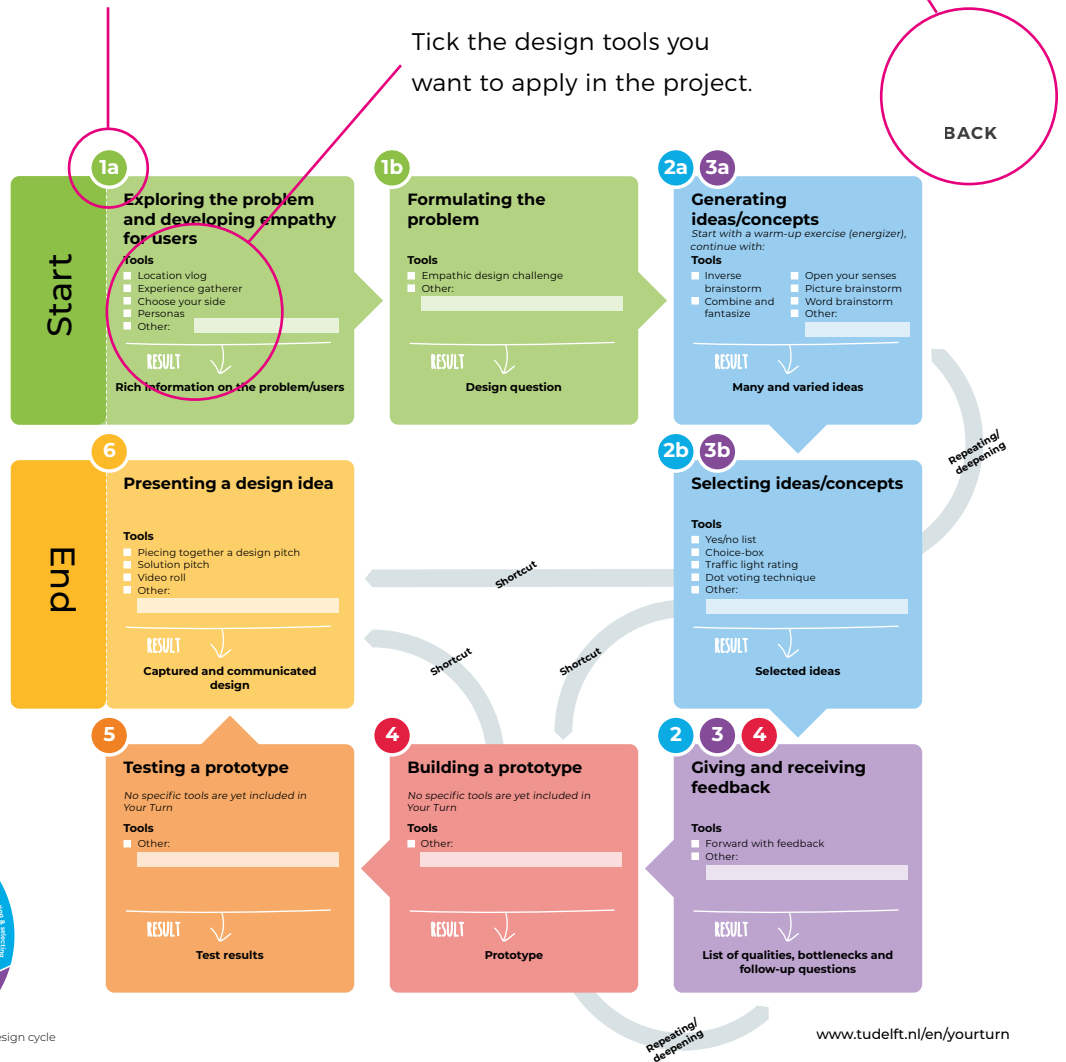 Tick the design tools you
want to apply in the project.
BACK
Start
1a
Exploring the problem
and developing empathy
for users
Tools
Location vlog
Experience gatherer
Choose your side
Personas
Other:
RESULT
Rich information on the problem/users
1b
Formulating the
problem
Tools
Empathic design challenge
Other:
RESULT
Design question
2a 3a
Generating
ideas/concepts
Start with a warm-up exercise (energizer),
continue with:
Tools
Inverse
brainstorm
Combine and
fantasize
Open your senses
Picture brainstorm
Word brainstorm
Other:
RESULT
Many and varied ideas
Repeating/
deepening
End
6
Presenting a design idea
Tools
Piecing together a design pitch
Solution pitch
Video roll
Other:
RESULT
Captured and communicated
design
Shortcut
Shortcut
Shortcut
2b 3b
Selecting ideas/concepts
Tools
Yes/no list
Choice-box
Traffic light rating
Dot voting technique
Other:
RESULT
Selected ideas
5
Testing a prototype
No specific tools are yet included in
Your Turn
Tools
Other:
RESULT
Test results
4
Building a prototype
No specific tools are yet included in
Your Turn
Tools
Other:
RESULT
Prototype
2 3 4
Giving and receiving
feedback
Tools
Forward with feedback
Other:
RESULT
List of qualities, bottlenecks and
follow-up questions
Repeating/
deepening
& selecting
esign cycle
www.tudelft.nl/en/yourturn